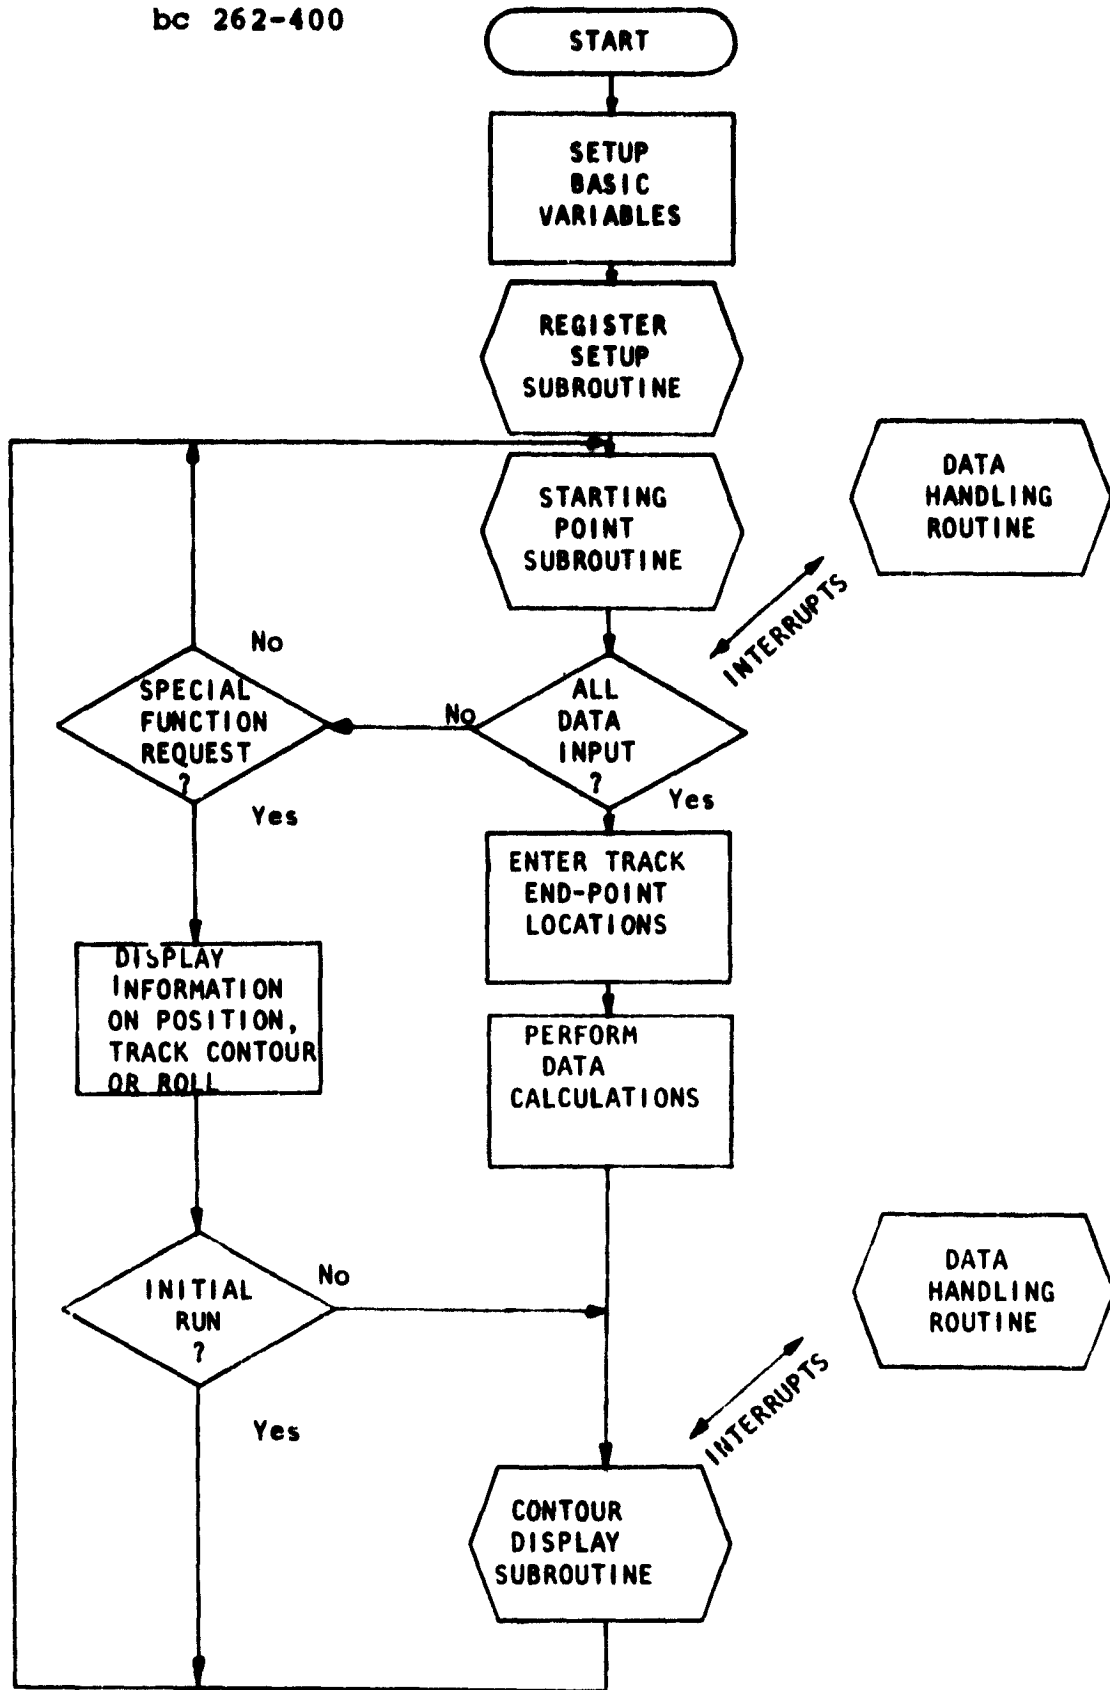 bc 262-400
START
SETUP
BASIC
VARIABLES
REGISTER
SETUP
SUBROUTINE
STARTING
POINT
SUBROUTINE
DATA
HANDLING
ROUTINE
INTERRUPTS
No
SPECIAL
FUNCTION
REQUEST
?
Yes
No
ALL
DATA
INPUT
?
Yes
ENTER TRACK
END-POINT
LOCATIONS
DISPLAY
INFORMATION
ON POSITION,
TRACK CONTOUR
OR ROLL
PERFORM
DATA
CALCULATIONS
INITIAL
RUN
?
No
Yes
DATA
HANDLING
ROUTINE
INTERRUPTS
CONTOUR
DISPLAY
SUBROUTINE